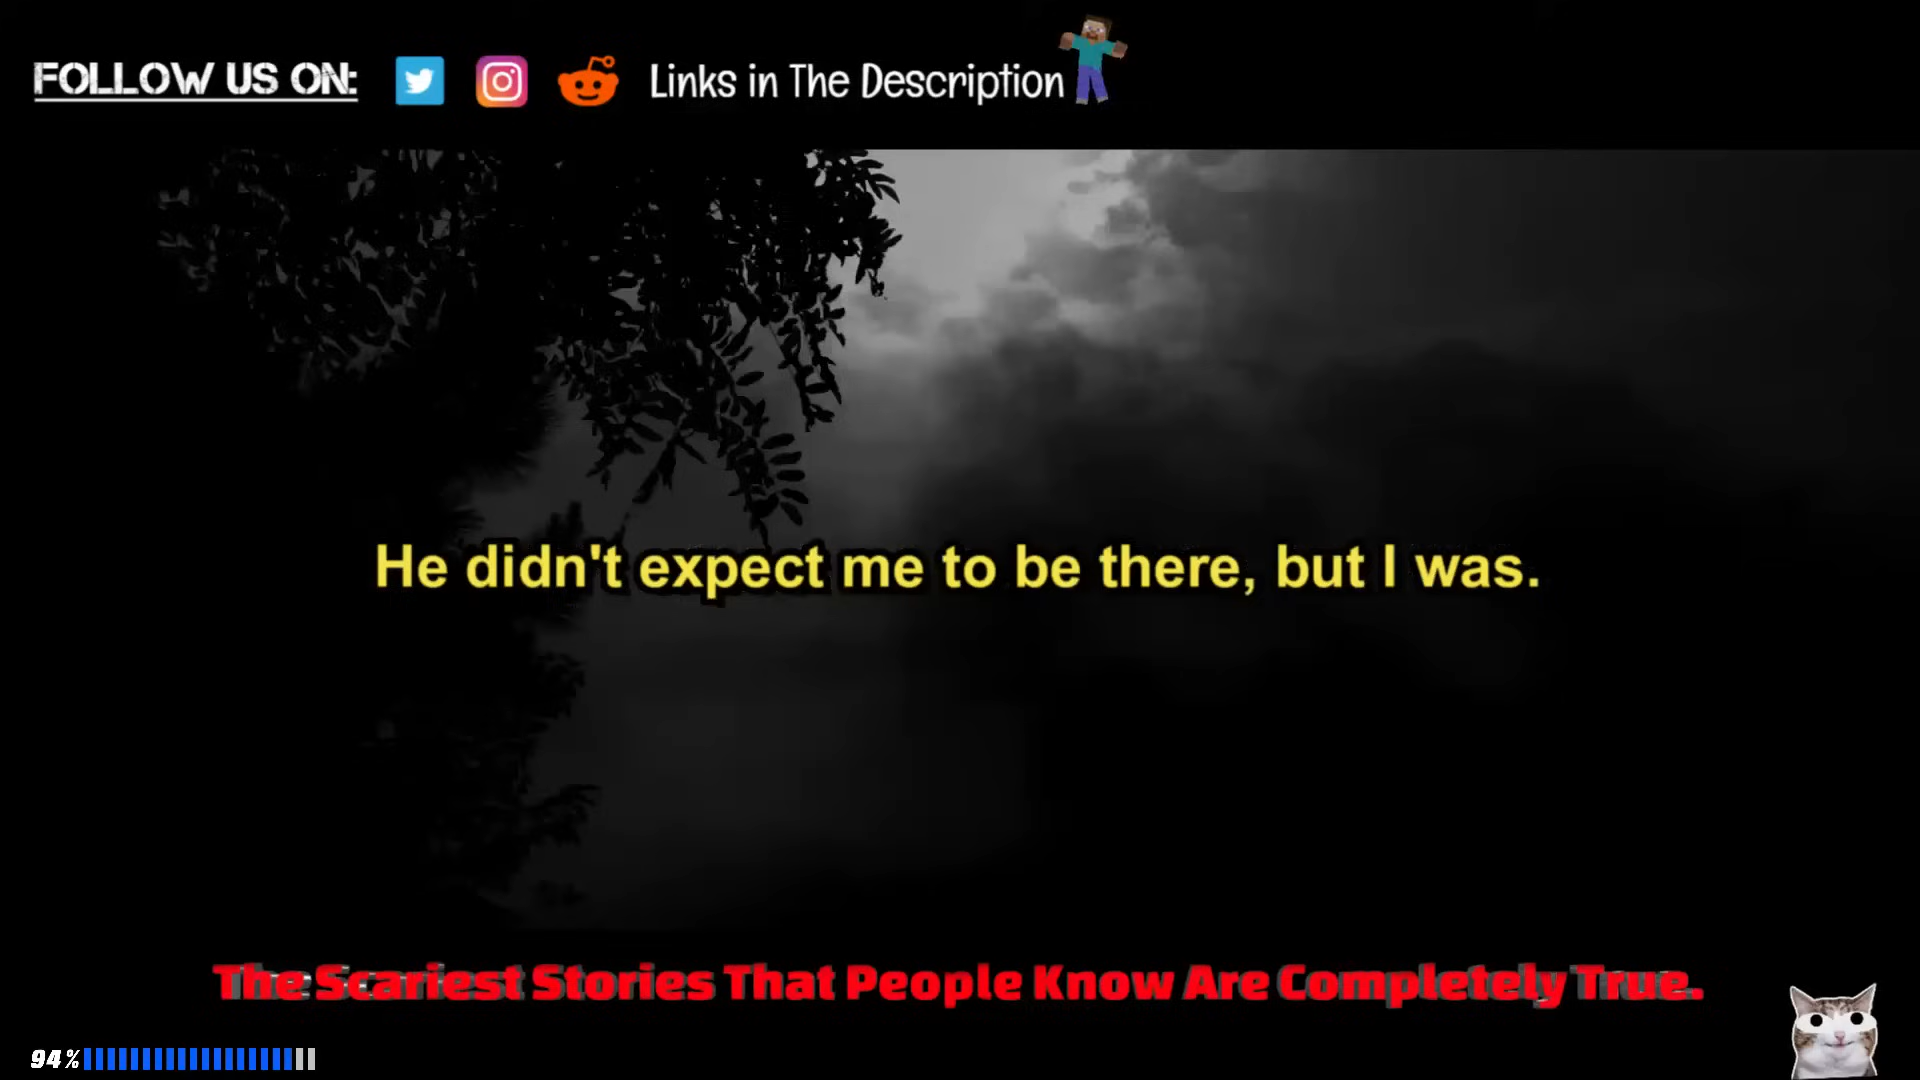 FOLLOW US ON: Links in The Description
He didn't expect me to be there, but I was.
The Scariest Stories That People Know Are Completely True.
94%